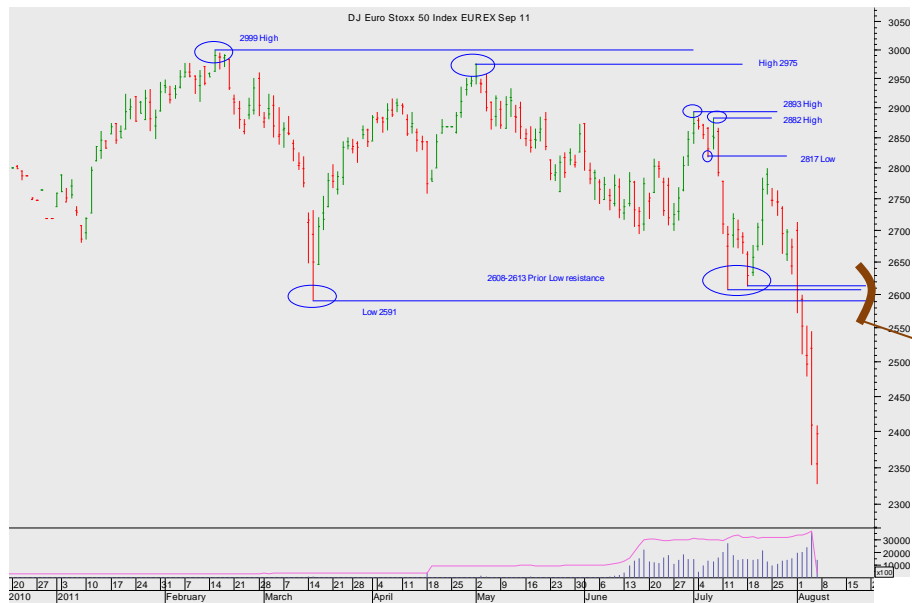 DJ Euro Stoxx 50 Index EUREX Sep 11
2999 High
High 2975
2893 High
2882 High
2817 Low
2608-2613 Prior Low resistance
Low 2591
3050
3000
2950
2900
2850
2800
2750
2700
2650
2600
2550
2500
2450
2400
2350
2300
30000
20000
10000
x100
20 27 3 10 17 24 31 7 14 21 28 7 14 21 28 4 11 18 25 2 9 16 23 30 6 13 20 27 4 11 18 25 1 8 15
2010 2011 February March April May June July August